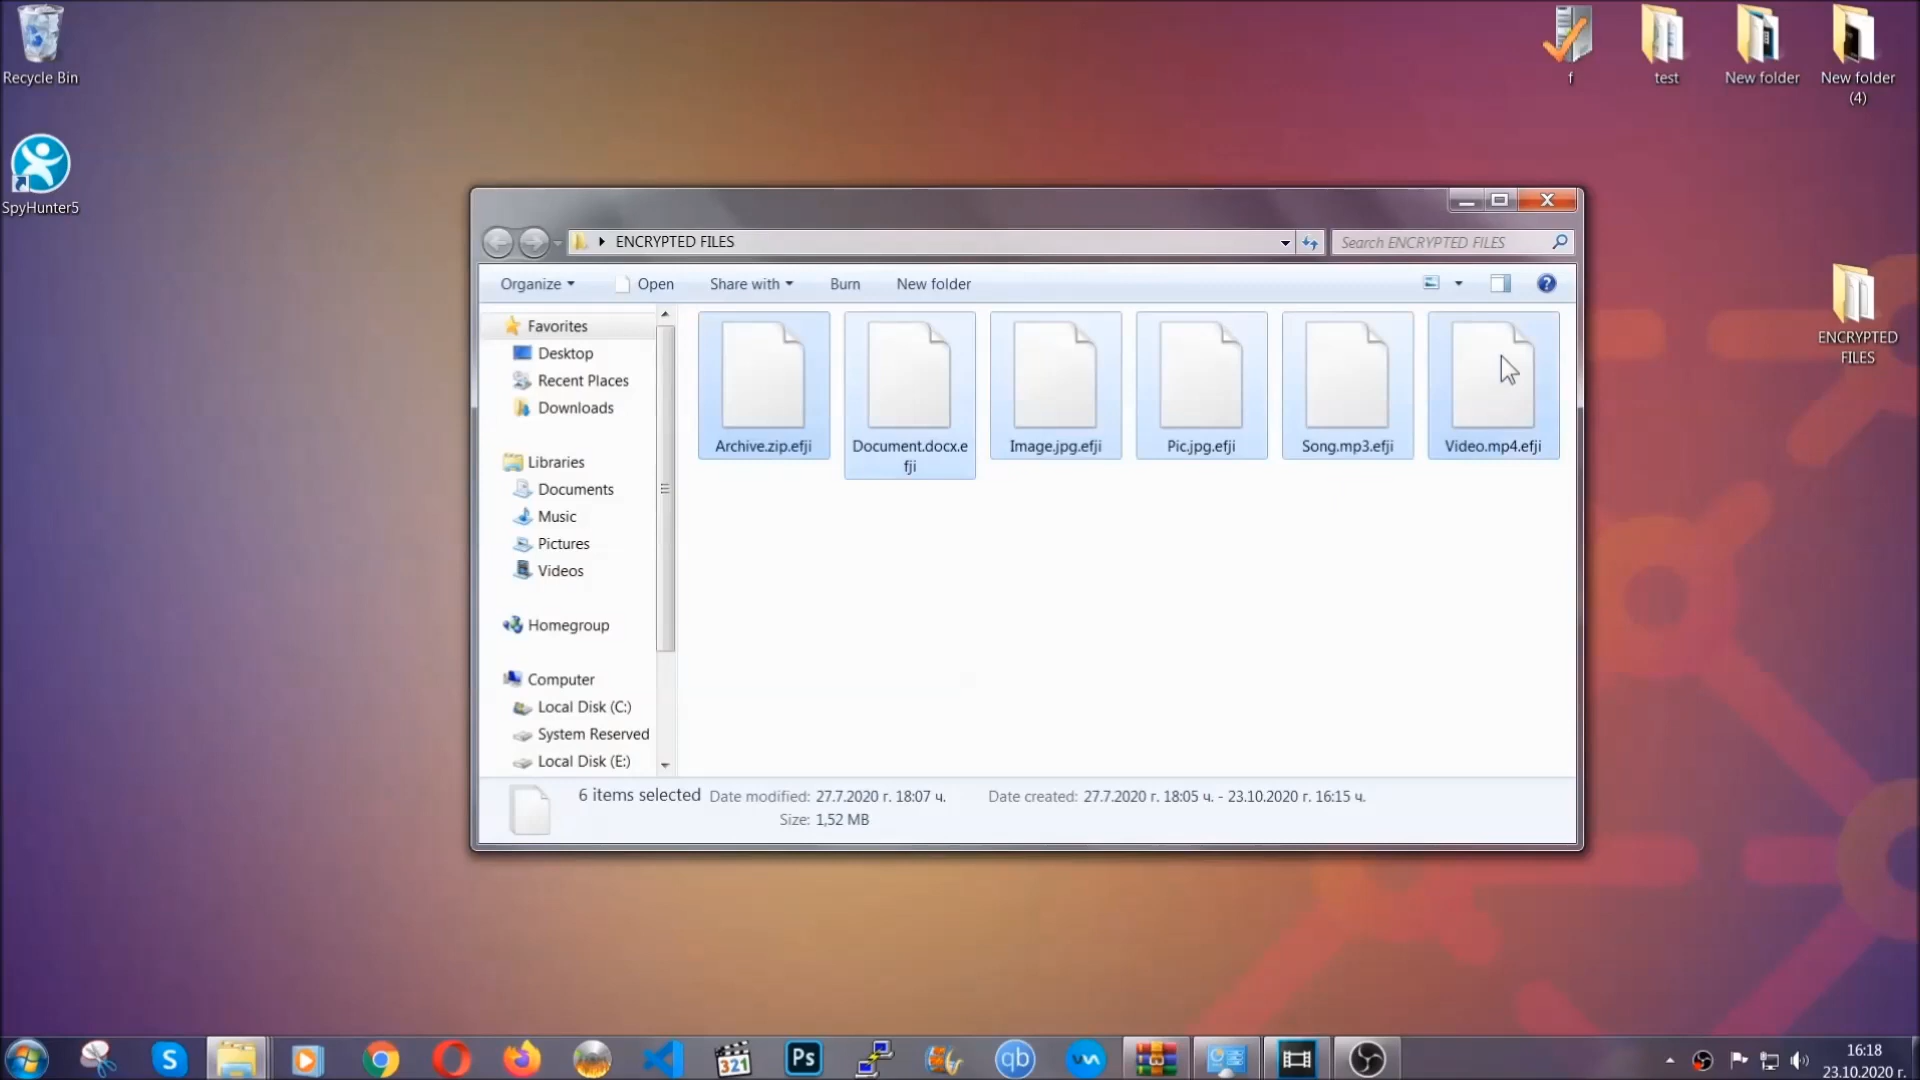 Recycle Bin
SpyHunter5
f
test
New folder
New folder
(4)
ENCRYPTED
FILES
ENCRYPTED FILES
Search ENCRYPTED FILES
Organize
Open
Share with
Burn
New folder
Favorites
Desktop
Recent Places
Downloads
Libraries
Documents
Music
Pictures
Videos
Homegroup
Computer
Local Disk (C:)
System Reserved
Local Disk (E:)
Archive.zip.efji
Document.docx.e
fji
Image.jpg.efji
Pic.jpg.efji
Song.mp3.efji
Video.mp4.efji
6 items selected Date modified: 27.7.2020 г. 18:07 ч. Date created: 27.7.2020 г. 18:05 ч. - 23.10.2020 г. 16:15 ч.
Size: 1,52 MB
S
321
Ps
qb
16:18
23.10.2020 г.